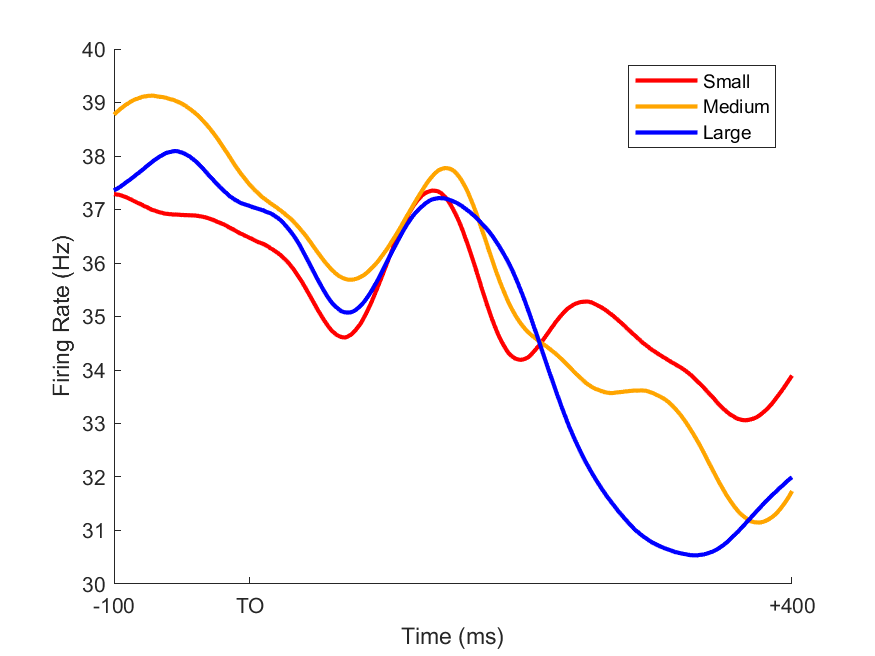 40
39
38
37
36
35
34
33
32
31
30
Firing Rate (Hz)
Small
Medium
Large
-100 TO +400
Time (ms)